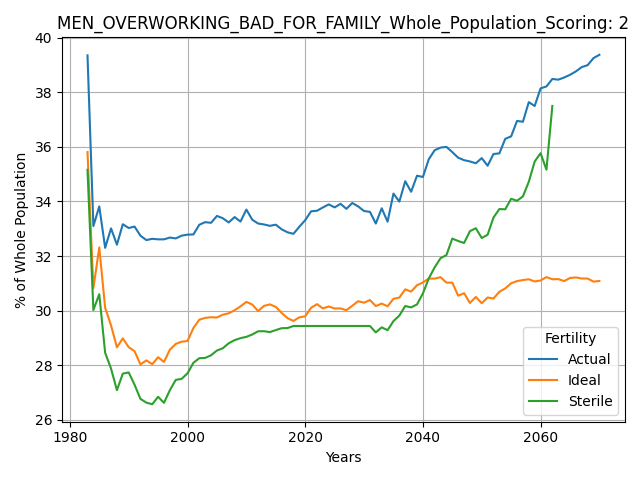 MEN_OVERWORKING_BAD_FOR_FAMILY_Whole_Population_Scoring: 2
% of Whole Population
40
38
36
34
32
30
28
26
1980
2000
2020
2040
2060
Years
Fertility
Actual
Ideal
Sterile